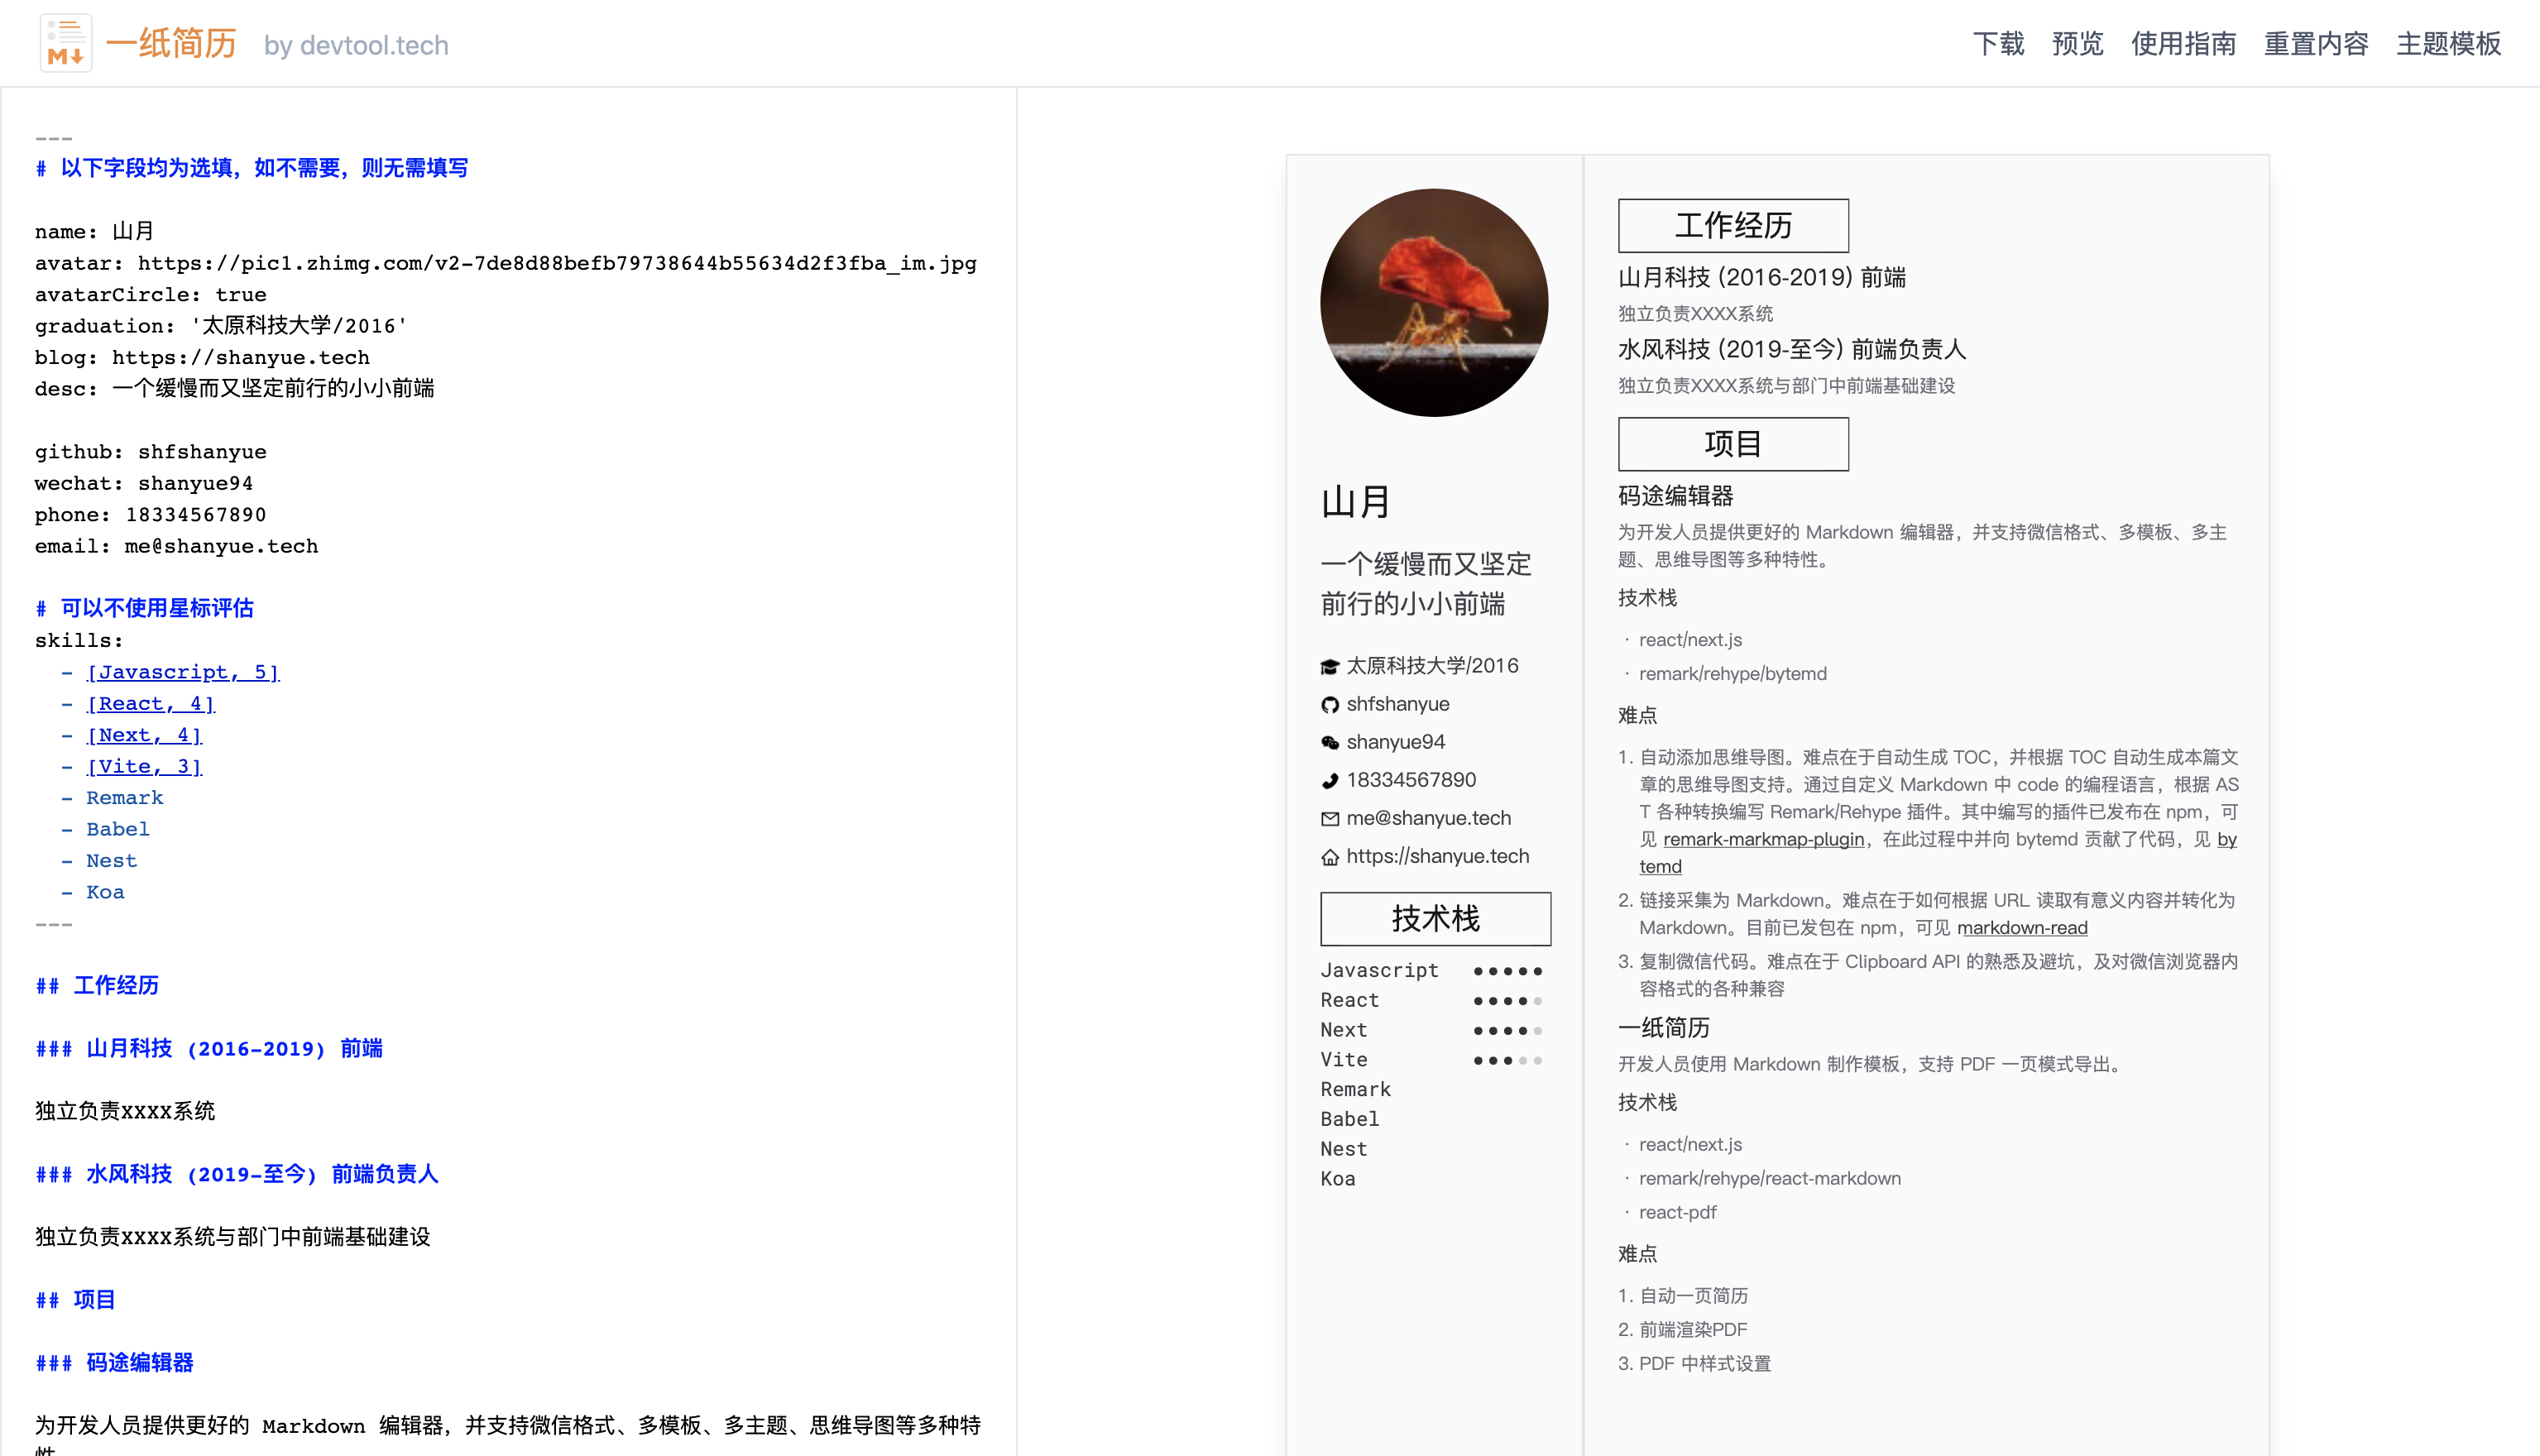 M↓ 一纸简历 by devtool.tech
下载 预览 使用指南 重置内容 主题模板
---
# 以下字段均为选填，如不需要，则无需填写
name: 山月
avatar: https://pic1.zhimg.com/v2-7de8d88befb79738644b55634d2f3fba_im.jpg
avatarCircle: true
graduation: '太原科技大学/2016'
blog: https://shanyue.tech
desc: 一个缓慢而又坚定前行的小小前端
github: shfshanyue
wechat: shanyue94
phone: 18334567890
email: me@shanyue.tech
# 可以不使用星标评估
skills:
- [Javascript, 5]
- [React, 4]
- [Next, 4]
- [Vite, 3]
- Remark
- Babel
- Nest
- Koa
---
## 工作经历
### 山月科技 (2016-2019) 前端
独立负责XXXX系统
### 水风科技 (2019-至今) 前端负责人
独立负责XXXX系统与部门中前端基础建设
## 项目
### 码途编辑器
为开发人员提供更好的 Markdown 编辑器，并支持微信格式、多模板、多主题、思维导图等多种特
性
山月
一个缓慢而又坚定
前行的小小前端
太原科技大学/2016
shfshanyue
shanyue94
18334567890
me@shanyue.tech
https://shanyue.tech
技术栈
Javascript
React
Next
Vite
Remark
Babel
Nest
Koa
工作经历
山月科技 (2016-2019) 前端
独立负责XXXX系统
水风科技 (2019-至今) 前端负责人
独立负责XXXX系统与部门中前端基础建设
项目
码途编辑器
为开发人员提供更好的 Markdown 编辑器，并支持微信格式、多模板、多主
题、思维导图等多种特性。
技术栈
· react/next.js
· remark/rehype/bytemd
难点
1. 自动添加思维导图。难点在于自动生成 TOC，并根据 TOC 自动生成本篇文
章的思维导图支持。通过自定义 Markdown 中 code 的编程语言，根据 AS
T 各种转换编写 Remark/Rehype 插件。其中编写的插件已发布在 npm，可
见 remark-markmap-plugin，在此过程中并向 bytemd 贡献了代码，见 by
temd
2. 链接采集为 Markdown。难点在于如何根据 URL 读取有意义内容并转化为
Markdown。目前已发包在 npm，可见 markdown-read
3. 复制微信代码。难点在于 Clipboard API 的熟悉及避坑，及对微信浏览器内
容格式的各种兼容
一纸简历
开发人员使用 Markdown 制作模板，支持 PDF 一页模式导出。
技术栈
· react/next.js
· remark/rehype/react-markdown
· react-pdf
难点
1. 自动一页简历
2. 前端渲染PDF
3. PDF 中样式设置